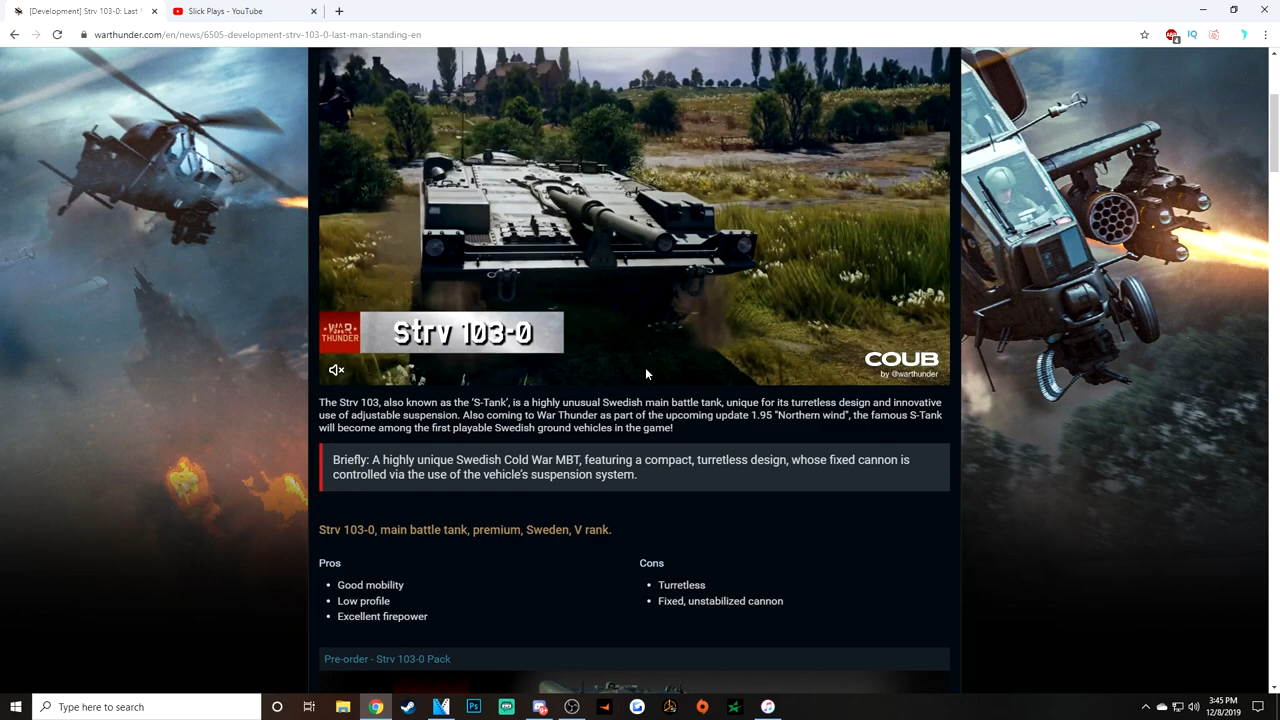 [Development] Strv 103-0: Last
Slick Plays - YouTube
warthunder.com/en/news/6505-development-strv-103-0-last-man-standing-en
WAR
THUNDER
Strv 103-0
COUB
by @warthunder
The Strv 103, also known as the 'S-Tank', is a highly unusual Swedish main battle tank, unique for its turretless design and innovative
use of adjustable suspension. Also coming to War Thunder as part of the upcoming update 1.95 "Northern wind", the famous S-Tank
will become among the first playable Swedish ground vehicles in the game!
Briefly: A highly unique Swedish Cold War MBT, featuring a compact, turretless design, whose fixed cannon is
controlled via the use of the vehicle's suspension system.
Strv 103-0, main battle tank, premium, Sweden, V rank.
Pros
• Good mobility
• Low profile
• Excellent firepower
Cons
• Turretless
• Fixed, unstabilized cannon
Pre-order - Strv 103-0 Pack
Type here to search
3:45 PM
12/8/2019